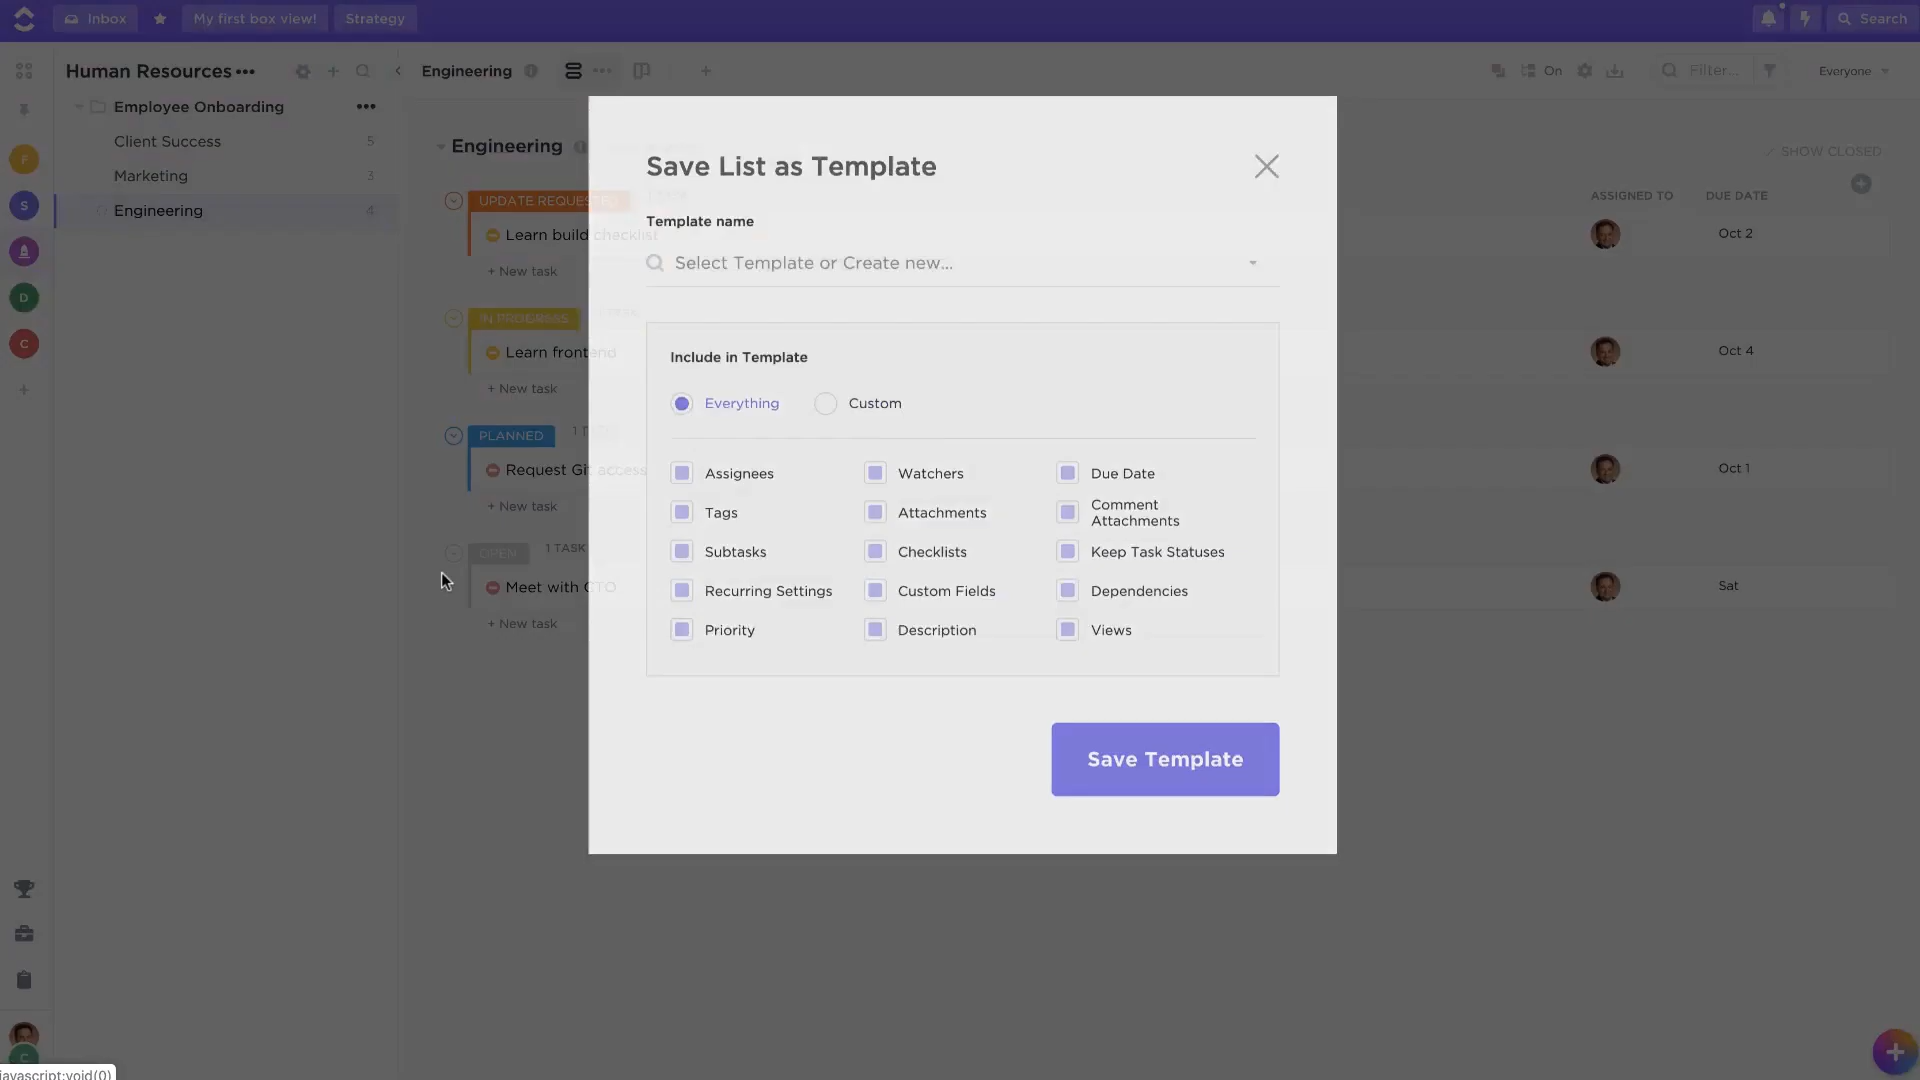 Inbox
My first box view!
Strategy
Search
Human Resources
Engineering
On
Filter...
Everyone
Employee Onboarding
Client Success 5
Marketing 3
Engineering 4
Engineering
SHOW CLOSED
ASSIGNED TO
DUE DATE
UPDATE REQUESTED
Learn build checklist
Oct 2
+ New task
IN PROGRESS
Learn frontend
Oct 4
+ New task
PLANNED
Request Git access
Oct 1
+ New task
OPEN
1 TASK
Meet with CTO
Sat
+ New task
F
S
D
C
C
Save List as Template
Template name
Select Template or Create new...
Include in Template
Everything
Custom
Assignees
Watchers
Due Date
Tags
Attachments
Comment
Attachments
Subtasks
Checklists
Keep Task Statuses
Recurring Settings
Custom Fields
Dependencies
Priority
Description
Views
Save Template
javascript:void(0)